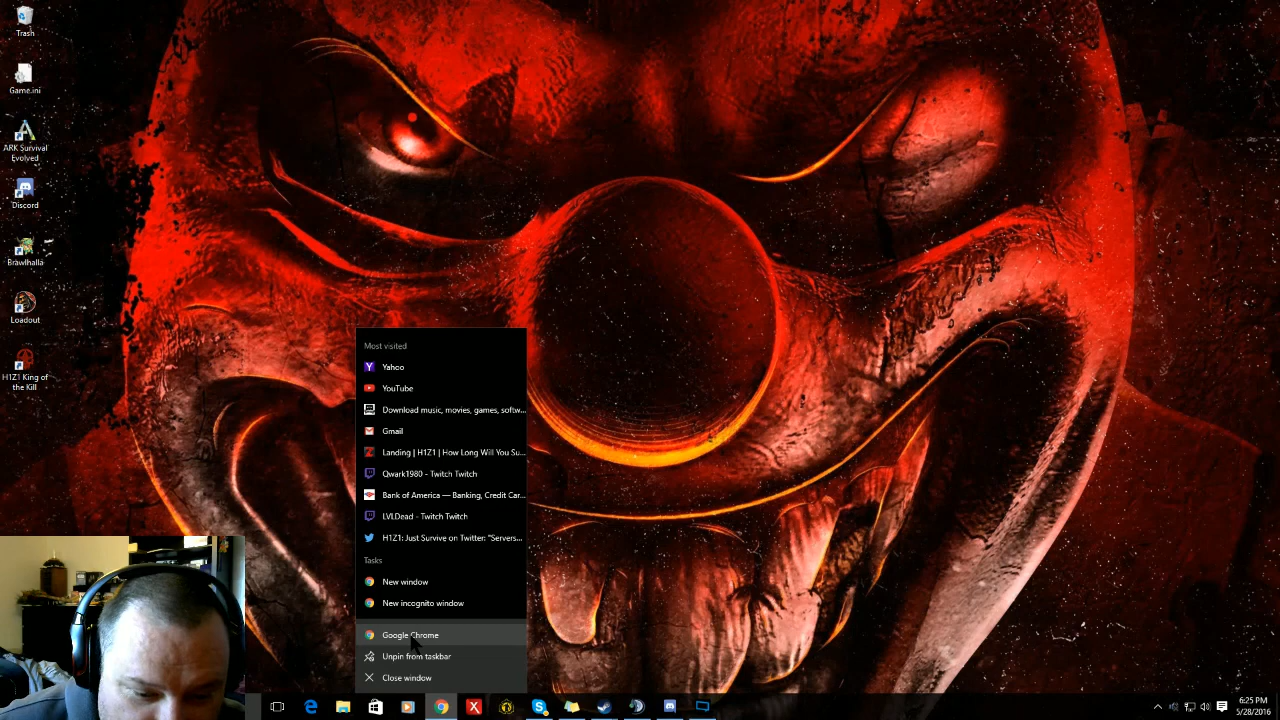 Trash
Game.ini
ARK Survival
Evolved
Discord
Brawlhalla
Loadout
H1Z1 King of
the Kill
Most visited
Yahoo
YouTube
Download music, movies, games, softw...
Gmail
Landing | H1Z1 | How Long Will You Su...
Qwark1980 - Twitch Twitch
Bank of America — Banking, Credit Car...
LVLDead - Twitch Twitch
H1Z1: Just Survive on Twitter: "Servers...
Tasks
New window
New incognito window
Google Chrome
Unpin from taskbar
Close window
6:25 PM
5/28/2016